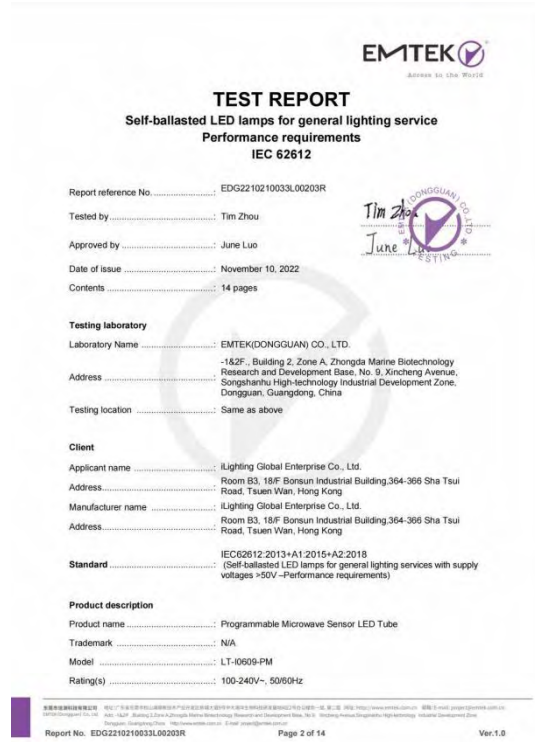 EMTEK
Access to the World
TEST REPORT
Self-ballasted LED lamps for general lighting service
Performance requirements
IEC 62612
Report reference No. : EDG2210210033L00203R
Tested by : Tim Zhou
Tim Zhou
Approved by : June Luo
June Luo
Date of issue : November 10, 2022
Contents : 14 pages
Testing laboratory
Laboratory Name : EMTEK(DONGGUAN) CO., LTD.
Address : -1&2F., Building 2, Zone A, Zhongda Marine Biotechnology
Research and Development Base, No. 9, Xincheng Avenue,
Songshanhu High-technology Industrial Development Zone,
Dongguan, Guangdong, China
Testing location : Same as above
Client
Applicant name : iLighting Global Enterprise Co., Ltd.
Address : Room B3, 18/F Bonsun Industrial Building,364-366 Sha Tsui
Road, Tsuen Wan, Hong Kong
Manufacturer name : iLighting Global Enterprise Co., Ltd.
Address : Room B3, 18/F Bonsun Industrial Building,364-366 Sha Tsui
Road, Tsuen Wan, Hong Kong
Standard : IEC62612:2013+A1:2015+A2:2018
(Self-ballasted LED lamps for general lighting services with supply
voltages >50V –Performance requirements)
Product description
Product name : Programmable Microwave Sensor LED Tube
Trademark : N/A
Model : LT-I0609-PM
Rating(s) : 100-240V~, 50/60Hz
Report No. EDG2210210033L00203R Page 2 of 14 Ver.1.0